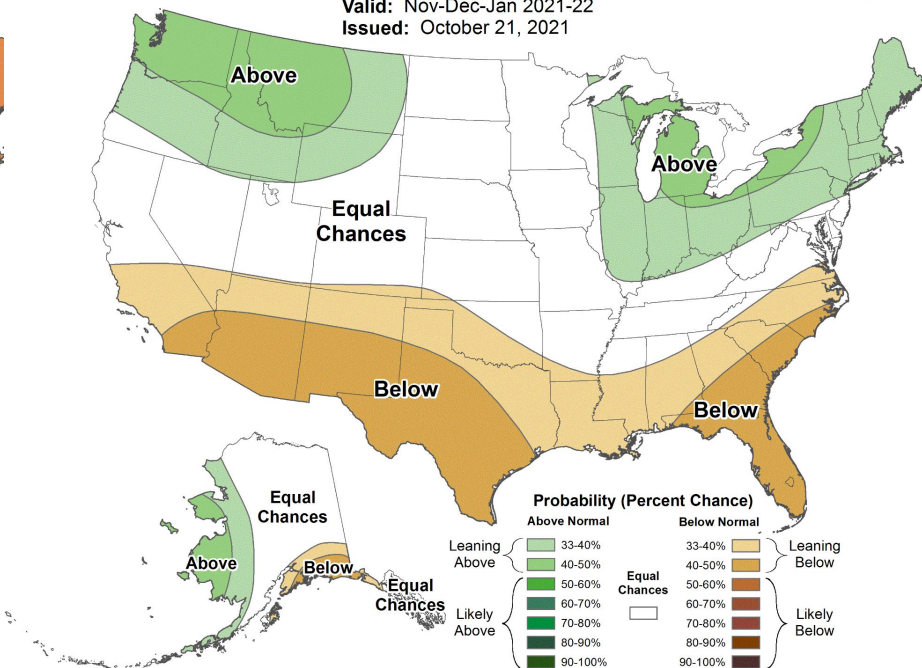 Valid: Nov-Dec-Jan 2021-22
Issued: October 21, 2021
Above
Above
Equal
Chances
Below
Below
Equal
Chances
Above
Below
Equal
Chances
Probability (Percent Chance)
Above Normal
Below Normal
Leaning
Above
33-40%
40-50%
Likely
Above
50-60%
60-70%
70-80%
80-90%
90-100%
Equal
Chances
33-40%
40-50%
Leaning
Below
50-60%
60-70%
70-80%
80-90%
90-100%
Likely
Below